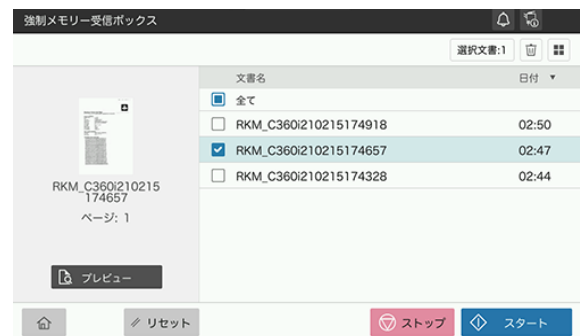 強制メモリー受信ボックス
選択文書:1
文書名
日付 ▼
全て
RKM_C360i210215174918
02:50
RKM_C360i210215174657
02:47
RKM_C360i210215174328
02:44
RKM_C360i210215
174657
ページ: 1
プレビュー
リセット
ストップ
スタート